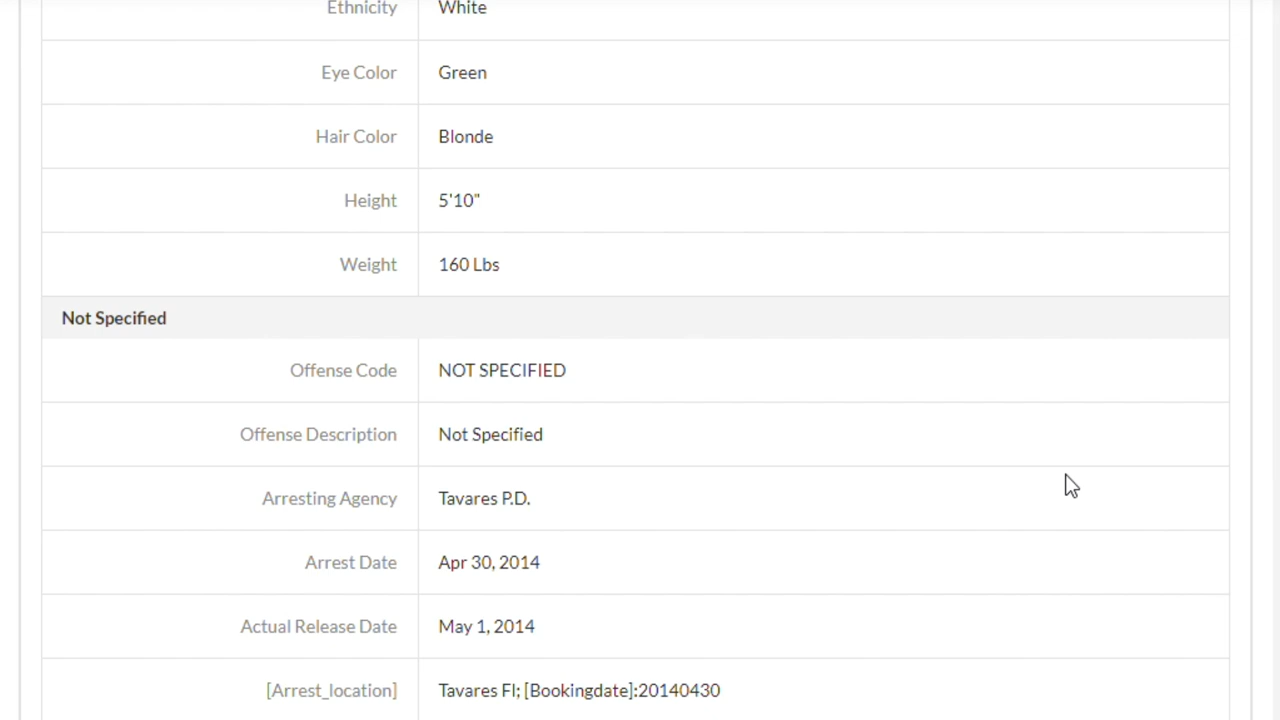 Ethnicity White
Eye Color Green
Hair Color Blonde
Height 5'10"
Weight 160 Lbs
Not Specified
Offense Code NOT SPECIFIED
Offense Description Not Specified
Arresting Agency Tavares P.D.
Arrest Date Apr 30, 2014
Actual Release Date May 1, 2014
[Arrest_location] Tavares Fl; [Bookingdate]:20140430